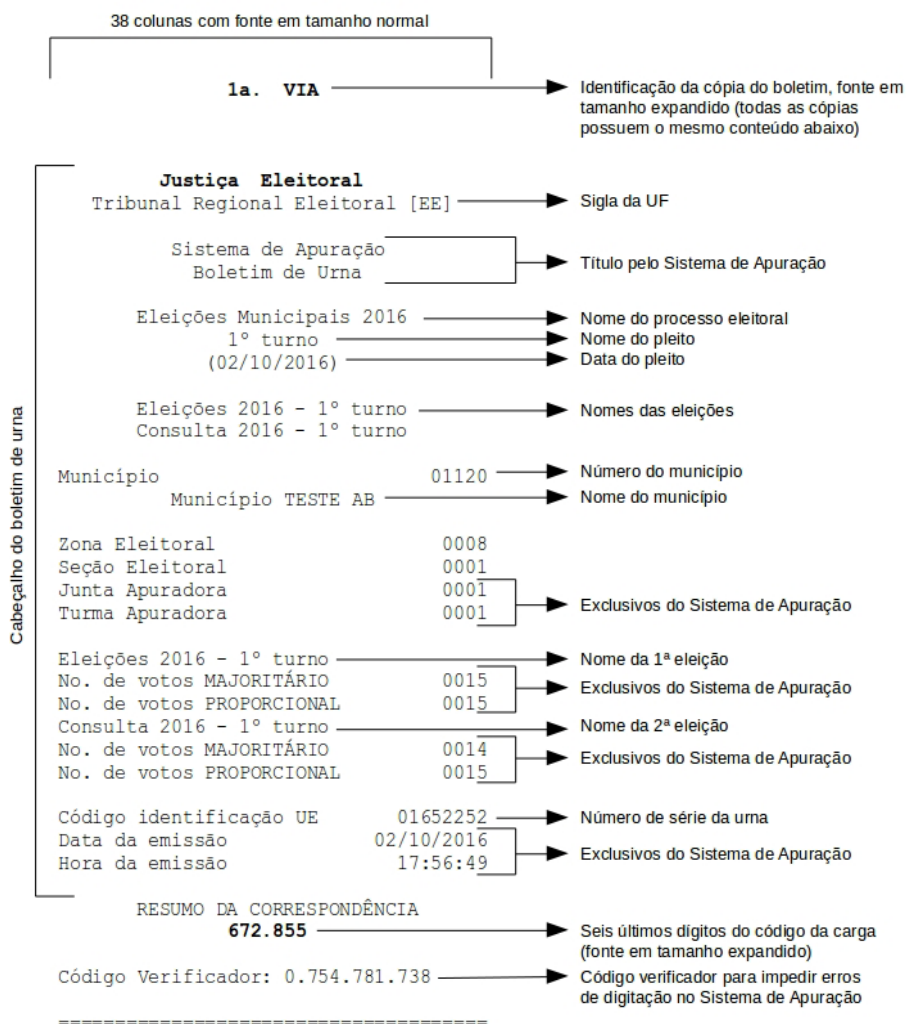 38 colunas com fonte em tamanho normal
1a. VIA
Identificação da cópia do boletim, fonte em
tamanho expandido (todas as cópias
possuem o mesmo conteúdo abaixo)
Cabeçalho do boletim de urna
Justiça Eleitoral
Tribunal Regional Eleitoral [EE]
Sigla da UF
Sistema de Apuração
Boletim de Urna
Título pelo Sistema de Apuração
Eleições Municipais 2016
Nome do processo eleitoral
1º turno
Nome do pleito
(02/10/2016)
Data do pleito
Eleições 2016 - 1º turno
Nomes das eleições
Consulta 2016 - 1º turno
Município 01120
Número do município
Município TESTE AB
Nome do município
Zona Eleitoral 0008
Seção Eleitoral 0001
Junta Apuradora 0001
Turma Apuradora 0001
Exclusivos do Sistema de Apuração
Eleições 2016 - 1º turno
Nome da 1ª eleição
No. de votos MAJORITÁRIO 0015
No. de votos PROPORCIONAL 0015
Exclusivos do Sistema de Apuração
Consulta 2016 - 1º turno
Nome da 2ª eleição
No. de votos MAJORITÁRIO 0014
No. de votos PROPORCIONAL 0015
Exclusivos do Sistema de Apuração
Código identificação UE 01652252
Número de série da urna
Data da emissão 02/10/2016
Hora da emissão 17:56:49
Exclusivos do Sistema de Apuração
RESUMO DA CORRESPONDÊNCIA
672.855
Seis últimos dígitos do código da carga
(fonte em tamanho expandido)
Código Verificador: 0.754.781.738
Código verificador para impedir erros
de digitação no Sistema de Apuração
======================================